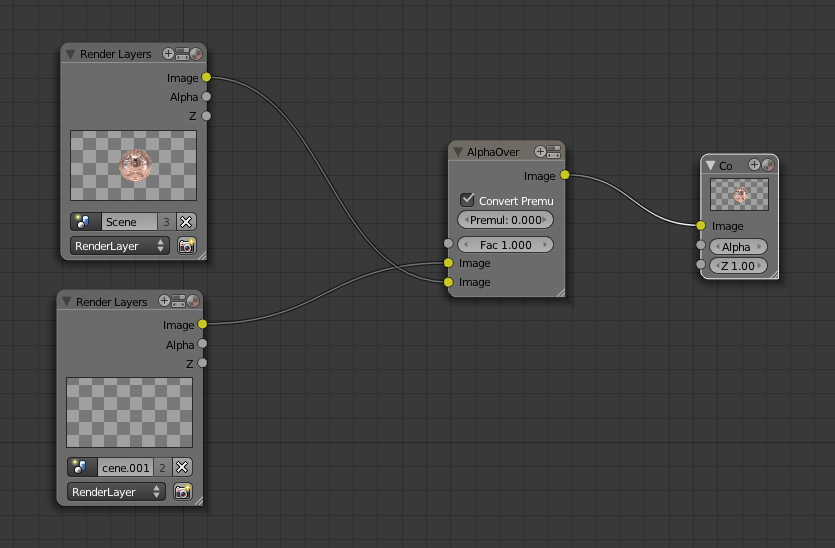 Render Layers
Image
Alpha
Z
Scene 3
RenderLayer
Render Layers
Image
Alpha
Z
cene.001 2
RenderLayer
AlphaOver
Image
Convert Premu
Premul: 0.000
Fac 1.000
Image
Image
Co
Image
Alpha
Z 1.00